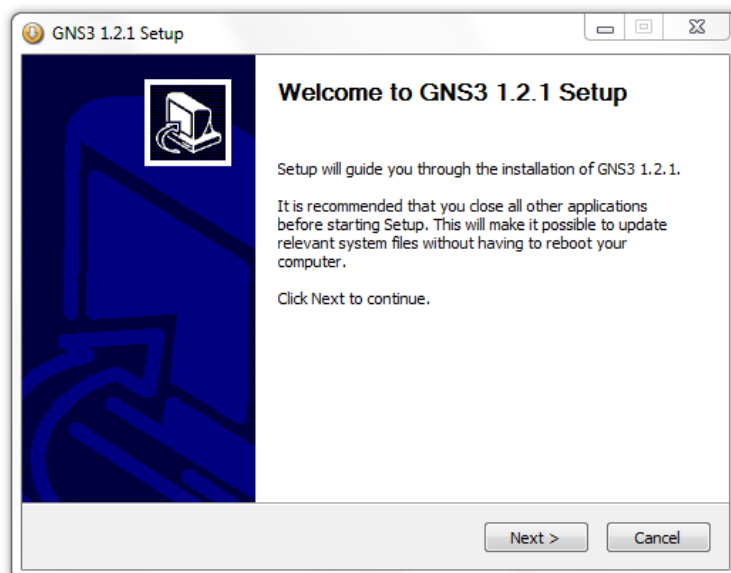 GNS3 1.2.1 Setup
Welcome to GNS3 1.2.1 Setup
Setup will guide you through the installation of GNS3 1.2.1.
It is recommended that you close all other applications
before starting Setup. This will make it possible to update
relevant system files without having to reboot your
computer.
Click Next to continue.
Next >
Cancel